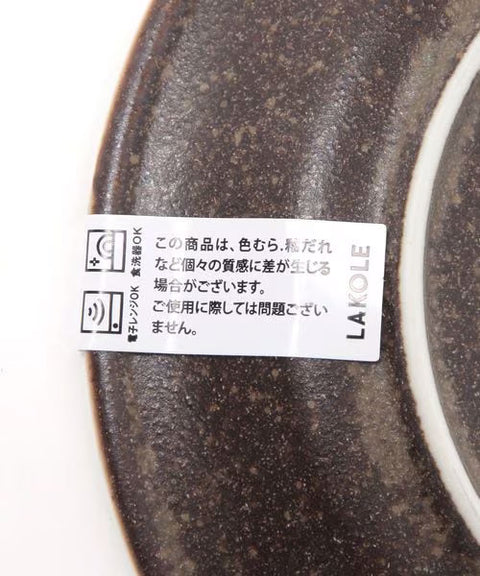 食洗器OK
電子レンジOK
この商品は、色むら、釉だれ
など個々の質感に差が生じる
場合がございます。
ご使用に際しては問題ござい
ません。
LAKOLE